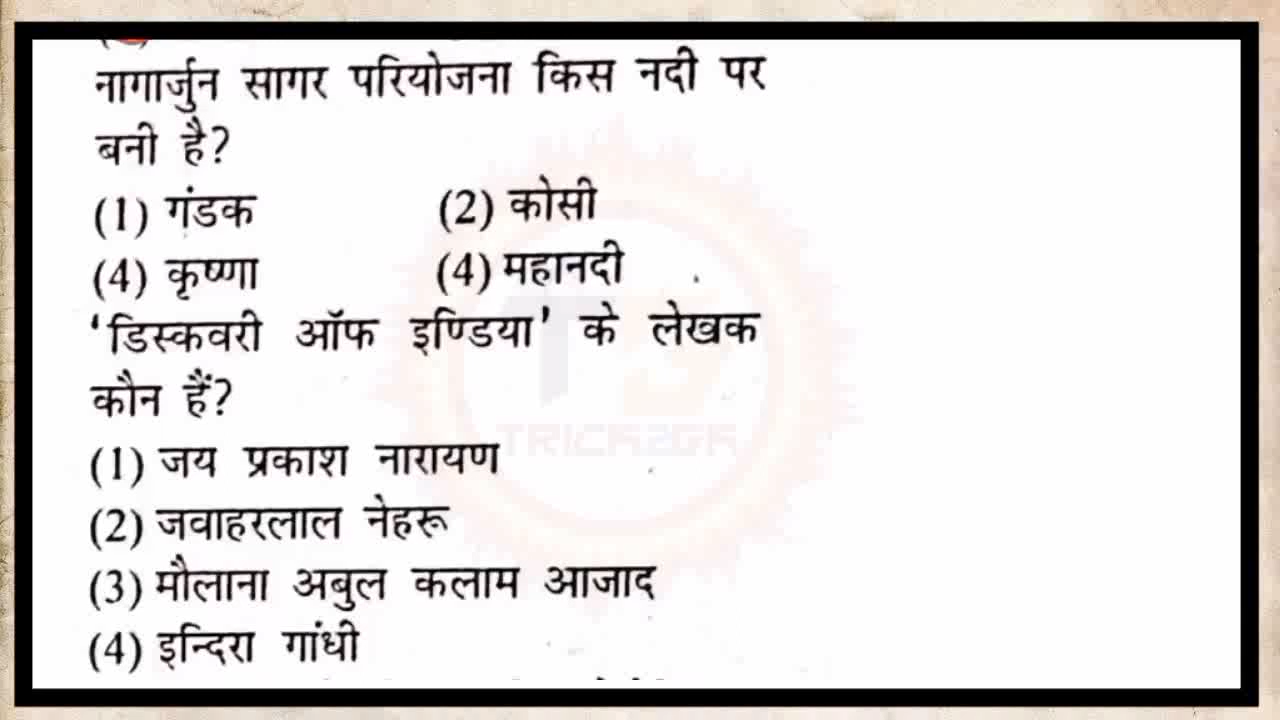 नागार्जुन सागर परियोजना किस नदी पर
बनी है?
(1) गंडक (2) कोसी
(4) कृष्णा (4) महानदी
‘डिस्कवरी ऑफ इण्डिया’ के लेखक
कौन हैं?
(1) जय प्रकाश नारायण
(2) जवाहरलाल नेहरू
(3) मौलाना अबुल कलाम आजाद
(4) इन्दिरा गांधी
TRICK2GK